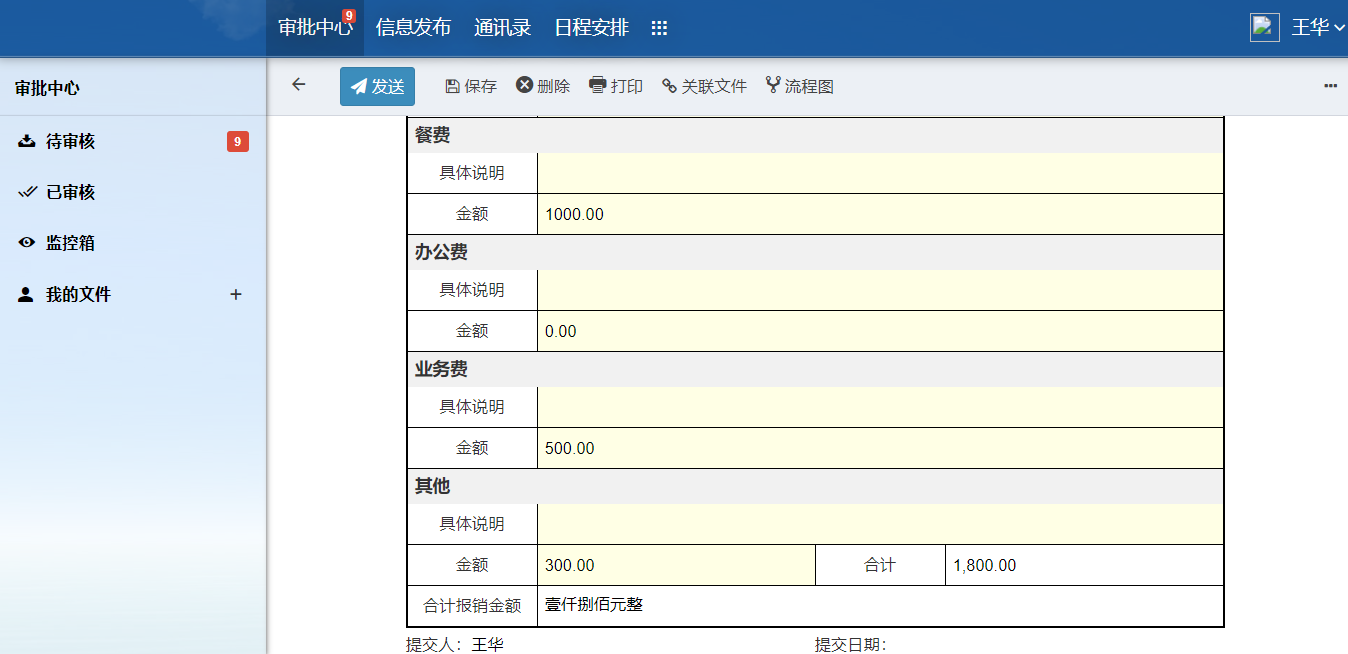 审批中心 9 信息发布 通讯录 日程安排 王华
审批中心
发送 保存 删除 打印 关联文件 流程图
待审核 9
已审核
监控箱
我的文件 +
餐费
具体说明
金额 1000.00
办公费
具体说明
金额 0.00
业务费
具体说明
金额 500.00
其他
具体说明
金额 300.00 合计 1,800.00
合计报销金额 壹仟捌佰元整
提交人: 王华 提交日期: